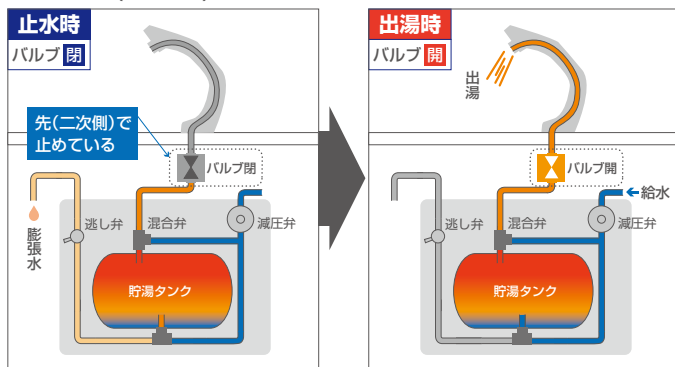 止水時
バルブ 閉
先(二次側)で
止めている
バルブ閉
膨張水
逃し弁
混合弁
減圧弁
貯湯タンク
出湯時
バルブ 開
出湯
バルブ開
←給水
逃し弁
混合弁
減圧弁
貯湯タンク